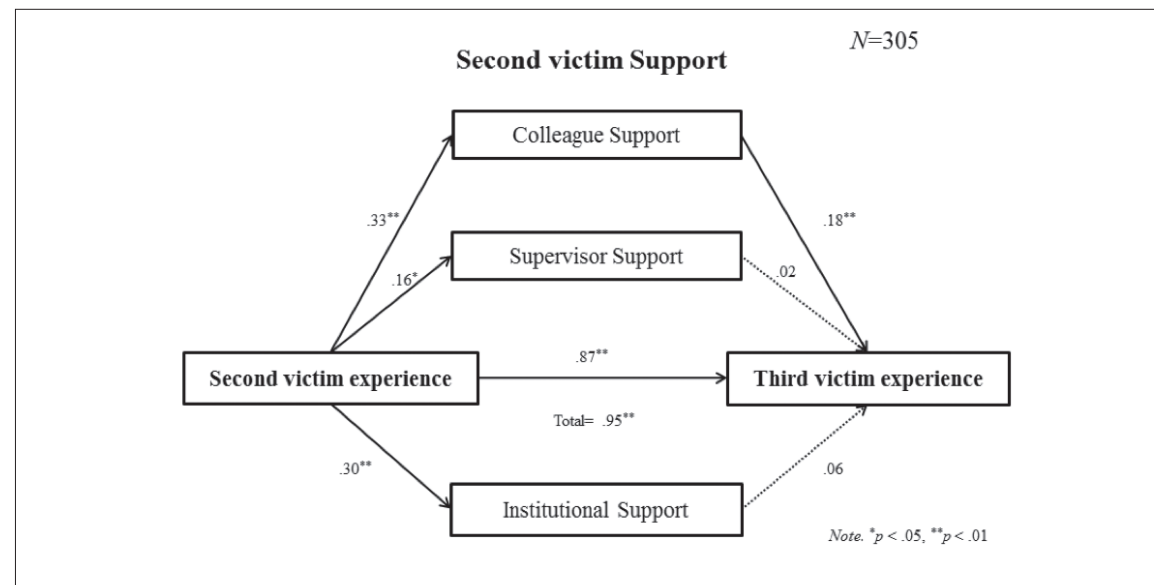 N=305
Second victim Support
Colleague Support
.33**
.18**
Supervisor Support
.16*
.02
Second victim experience
.87**
Third victim experience
Total= .95**
.30**
.06
Institutional Support
Note. *p < .05, **p < .01